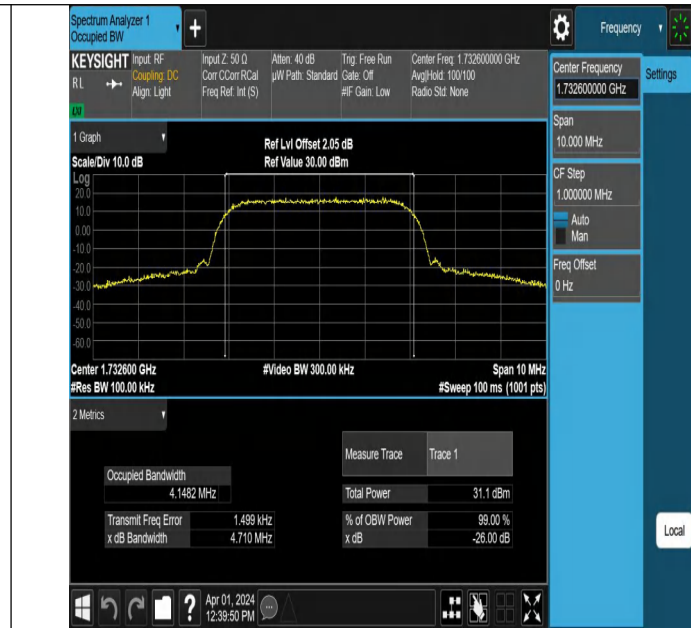 Spectrum Analyzer 1
Occupied BW
+
Frequency
KEYSIGHT
RL
Input: RF
Coupling: DC
Align: Light
Input Z: 50 Ω
Corr CCorr RCal
Freq Ref: Int (S)
Atten: 40 dB
µW Path: Standard
Trig: Free Run
Gate: Off
#IF Gain: Low
Center Freq: 1.732600000 GHz
Avg|Hold: 100/100
Radio Std: None
Center Frequency
1.732600000 GHz
Settings
Span
10.000 MHz
CF Step
1.000000 MHz
Auto
Man
Freq Offset
0 Hz
1 Graph
Scale/Div 10.0 dB
Ref Lvl Offset 2.05 dB
Ref Value 30.00 dBm
Log
20.0
10.0
0.00
-10.0
-20.0
-30.0
-40.0
-50.0
-60.0
Center 1.732600 GHz
#Video BW 300.00 kHz
Span 10 MHz
#Res BW 100.00 kHz
#Sweep 100 ms (1001 pts)
2 Metrics
Measure Trace
Trace 1
Occupied Bandwidth
4.1482 MHz
Total Power
31.1 dBm
Transmit Freq Error
1.499 kHz
% of OBW Power
99.00 %
x dB Bandwidth
4.710 MHz
x dB
-26.00 dB
Local
?
Apr 01, 2024
12:39:50 PM